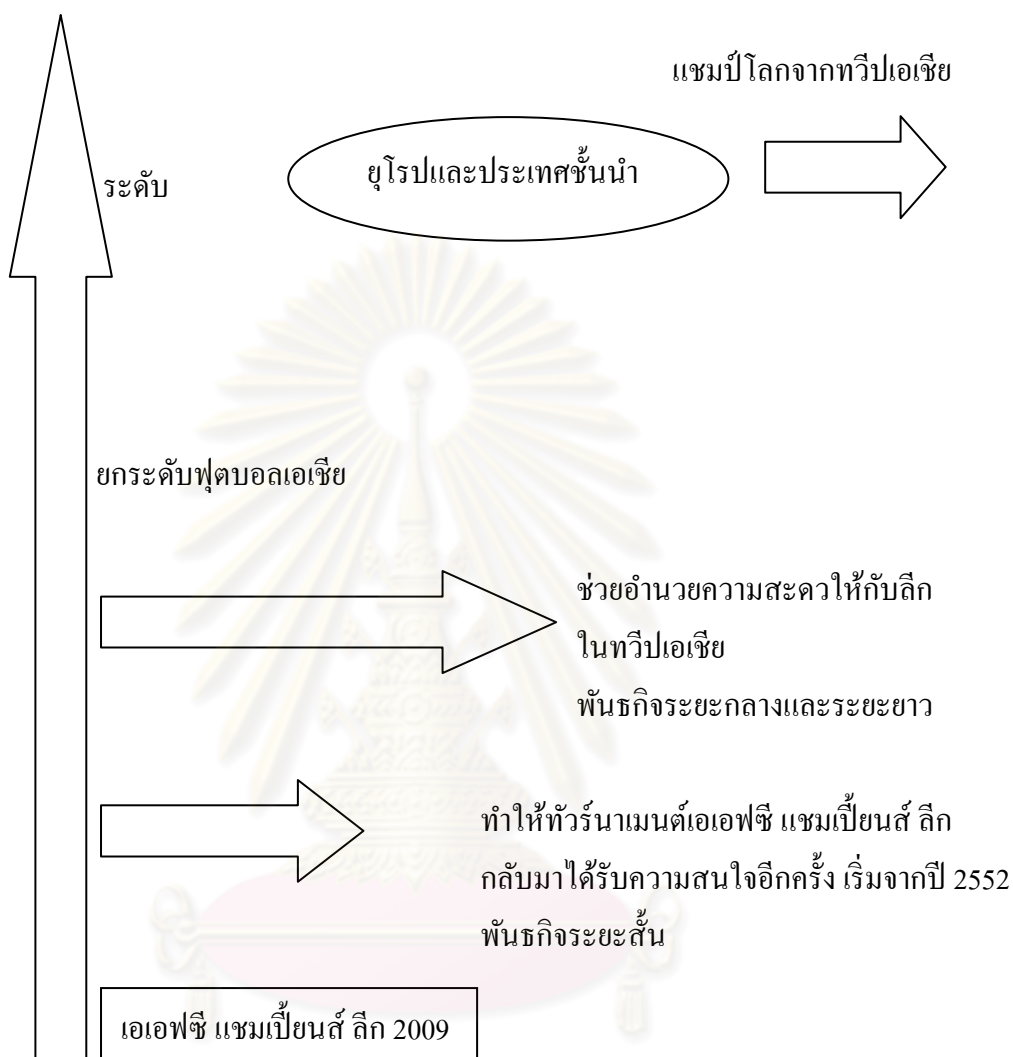 แชมป์โลกจากทวีปเอเชีย
ยุโรปและประเทศชั้นนำ
ระดับ
ยกระดับฟุตบอลเอเชีย
ช่วยอำนวยความสะดวกให้กับลีก
ในทวีปเอเชีย
พันธกิจระยะกลางและระยะยาว
ทำให้ทัวร์นาเมนต์เอเอฟซี แชมเปี้ยนส์ ลีก
กลับมาได้รับความสนใจอีกครั้ง เริ่มจากปี 2552
พันธกิจระยะสั้น
เอเอฟซี แชมเปี้ยนส์ ลีก 2009